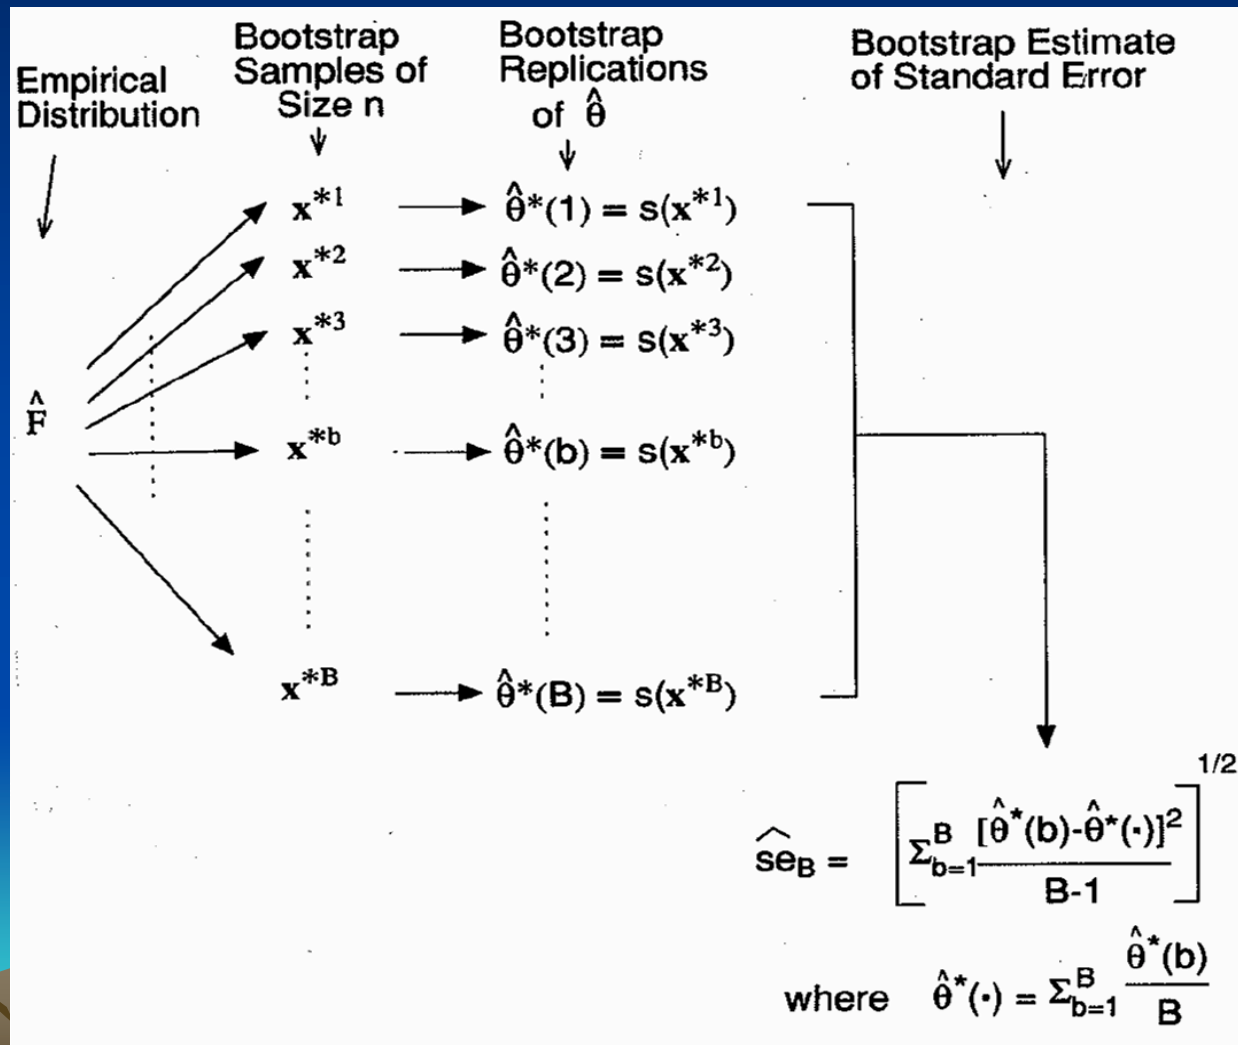 Empirical
Distribution
Bootstrap
Samples of
Size n
Bootstrap
Replications
of θ̂
Bootstrap Estimate
of Standard Error
F̂
x*1
θ̂*(1) = s(x*1)
x*2
θ̂*(2) = s(x*2)
x*3
θ̂*(3) = s(x*3)
x*b
θ̂*(b) = s(x*b)
x*B
θ̂*(B) = s(x*B)
ŝe_B = [Σ_{b=1}^{B} [θ̂*(b)-θ̂*(·)]² / B-1]^{1/2}
where θ̂*(·) = Σ_{b=1}^{B} θ̂*(b) / B